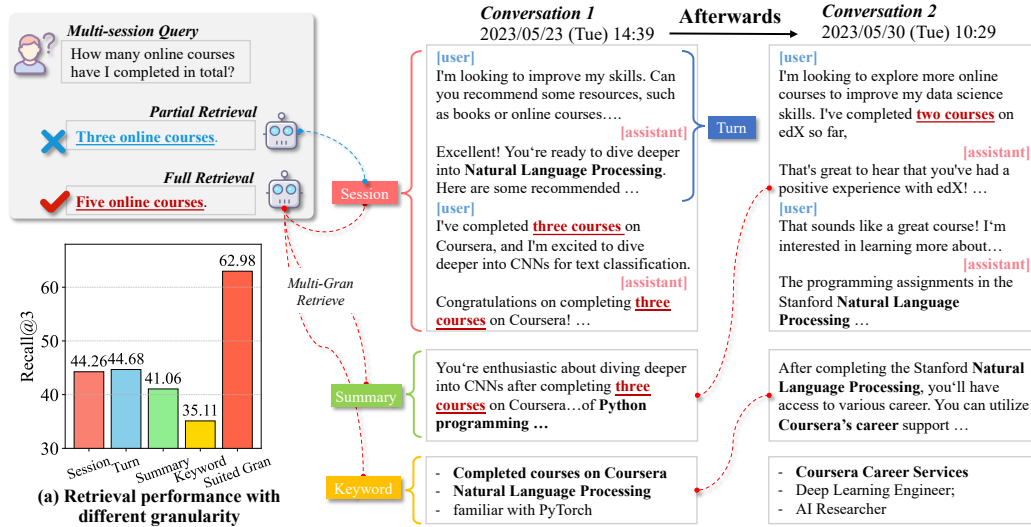 Multi-session Query
How many online courses
have I completed in total?
Partial Retrieval
Three online courses.
Full Retrieval
Five online courses.
Multi-Gran
Retrieve
Recall@3
60
50
40
30
44.26
44.68
41.06
35.11
62.98
Session
Turn
Summary
Keyword
Suited Gran
(a) Retrieval performance with
different granularity
Session
Summary
Keyword
Conversation 1
2023/05/23 (Tue) 14:39
[user]
I'm looking to improve my skills. Can
you recommend some resources, such
as books or online courses….
[assistant]
Excellent! You‘re ready to dive deeper
into Natural Language Processing.
Here are some recommended …
[user]
I've completed three courses on
Coursera, and I'm excited to dive
deeper into CNNs for text classification.
[assistant]
Congratulations on completing three
courses on Coursera! …
You're enthusiastic about diving deeper
into CNNs after completing three
courses on Coursera…of Python
programming …
- Completed courses on Coursera
- Natural Language Processing
- familiar with PyTorch
Afterwards
Turn
Conversation 2
2023/05/30 (Tue) 10:29
[user]
I'm looking to explore more online
courses to improve my data science
skills. I've completed two courses on
edX so far,
[assistant]
That's great to hear that you've had a
positive experience with edX! …
[user]
That sounds like a great course! I‘m
interested in learning more about…
[assistant]
The programming assignments in the
Stanford Natural Language
Processing …
After completing the Stanford Natural
Language Processing, you‘ll have
access to various career. You can utilize
Coursera’s career support …
- Coursera Career Services
- Deep Learning Engineer;
- AI Researcher